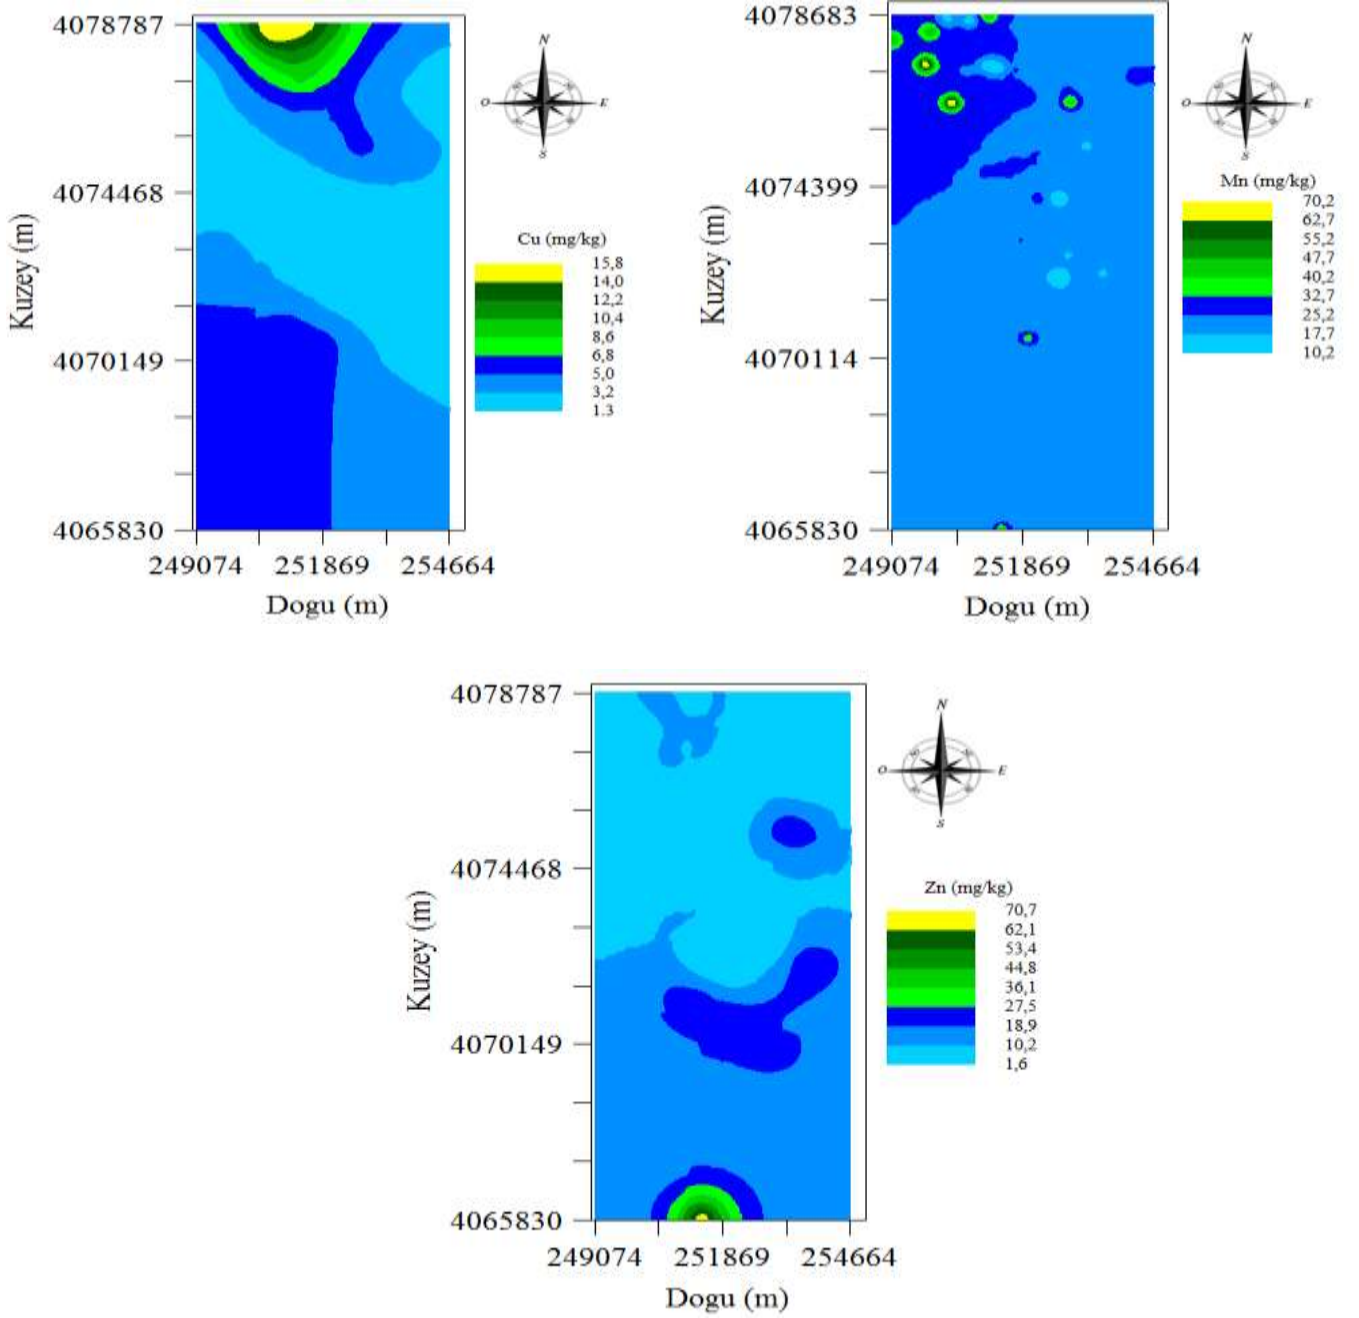 4078787
4074468
4070149
4065830
Kuzey (m)
249074 251869 254664
Dogu (m)
N
O E
S
Cu (mg/kg)
15,8
14,0
12,2
10,4
8,6
6,8
5,0
3,2
1.3
4078683
4074399
4070114
4065830
Kuzey (m)
249074 251869 254664
Dogu (m)
N
O E
S
Mn (mg/kg)
70,2
62,7
55,2
47,7
40,2
32,7
25,2
17,7
10,2
4078787
4074468
4070149
4065830
Kuzey (m)
249074 251869 254664
Dogu (m)
N
O E
S
Zn (mg/kg)
70,7
62,1
53,4
44,8
36,1
27,5
18,9
10,2
1,6